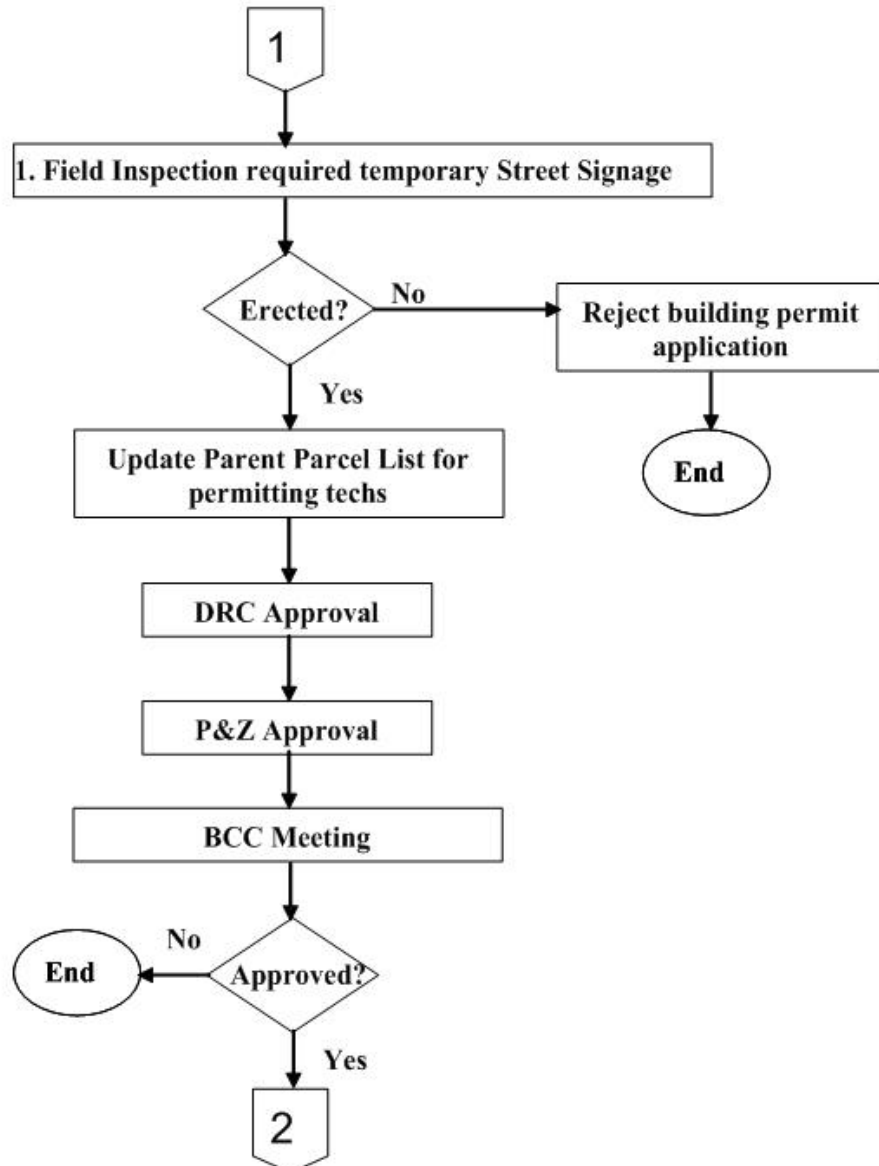 1
1. Field Inspection required temporary Street Signage
Erected?
No
Reject building permit
application
Yes
End
Update Parent Parcel List for
permitting techs
DRC Approval
P&Z Approval
BCC Meeting
No
End
Approved?
Yes
2